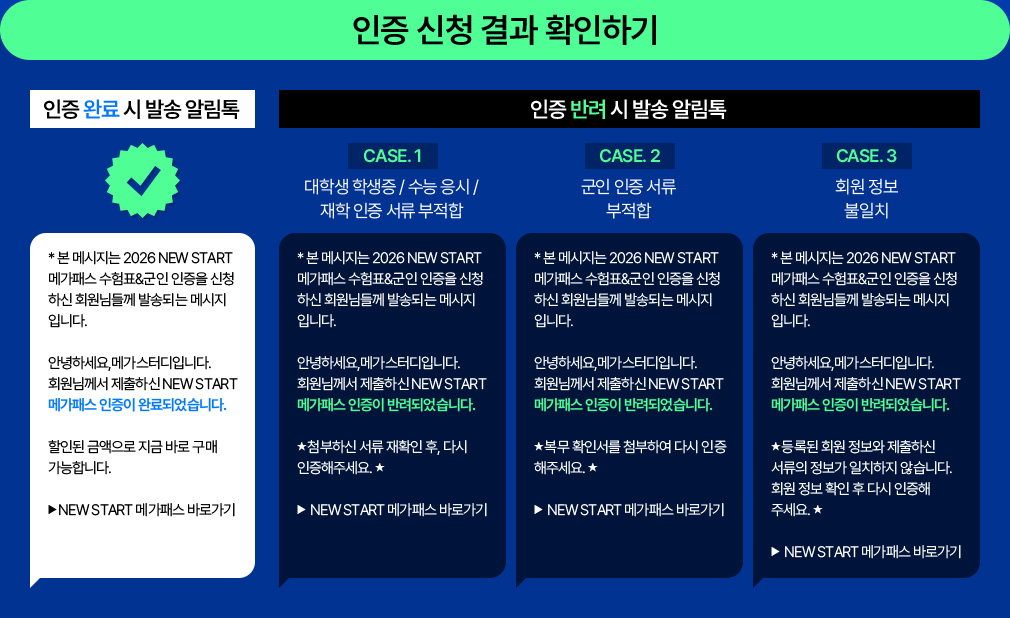 인증 신청 결과 확인하기
인증 완료 시 발송 알림톡
* 본 메시지는 2026 NEW START
메가패스 수험표&군인 인증을 신청
하신 회원님들께 발송되는 메시지
입니다.
안녕하세요,메가스터디입니다.
회원님께서 제출하신 NEW START
메가패스 인증이 완료되었습니다.
할인된 금액으로 지금 바로 구매
가능합니다.
▶NEW START 메가패스 바로가기
인증 반려 시 발송 알림톡
CASE. 1
대학생 학생증 / 수능 응시 /
재학 인증 서류 부적합
* 본 메시지는 2026 NEW START
메가패스 수험표&군인 인증을 신청
하신 회원님들께 발송되는 메시지
입니다.
안녕하세요,메가스터디입니다.
회원님께서 제출하신 NEW START
메가패스 인증이 반려되었습니다.
★첨부하신 서류 재확인 후, 다시
인증해주세요. ★
▶ NEW START 메가패스 바로가기
CASE. 2
군인 인증 서류
부적합
* 본 메시지는 2026 NEW START
메가패스 수험표&군인 인증을 신청
하신 회원님들께 발송되는 메시지
입니다.
안녕하세요,메가스터디입니다.
회원님께서 제출하신 NEW START
메가패스 인증이 반려되었습니다.
★복무 확인서를 첨부하여 다시 인증
해주세요. ★
▶ NEW START 메가패스 바로가기
CASE. 3
회원 정보
불일치
* 본 메시지는 2026 NEW START
메가패스 수험표&군인 인증을 신청
하신 회원님들께 발송되는 메시지
입니다.
안녕하세요,메가스터디입니다.
회원님께서 제출하신 NEW START
메가패스 인증이 반려되었습니다.
★등록된 회원 정보와 제출하신
서류의 정보가 일치하지 않습니다.
회원 정보 확인 후 다시 인증해
주세요. ★
▶ NEW START 메가패스 바로가기